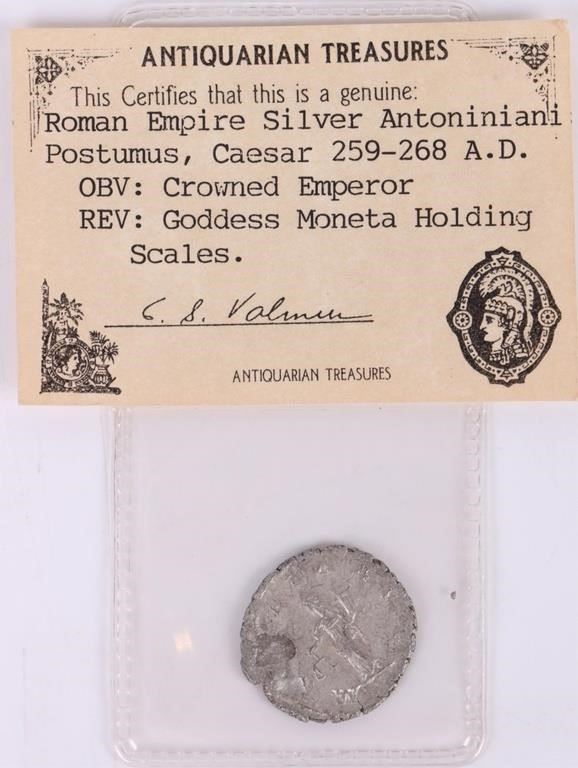 ANTIQUARIAN TREASURES
This Certifies that this is a genuine:
Roman Empire Silver Antoniniani
Postumus, Caesar 259-268 A.D.
OBV: Crowned Emperor
REV: Goddess Moneta Holding
Scales.
ANTIQUARIAN TREASURES